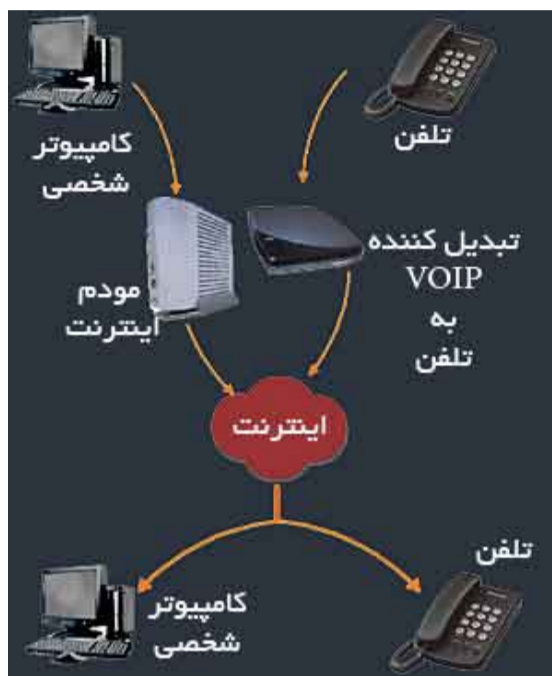 تلفن
کامپیوتر
شخصی
تبدیل کننده
VOIP
به
تلفن
مودم
اینترنت
اینترنت
تلفن
کامپیوتر
شخصی